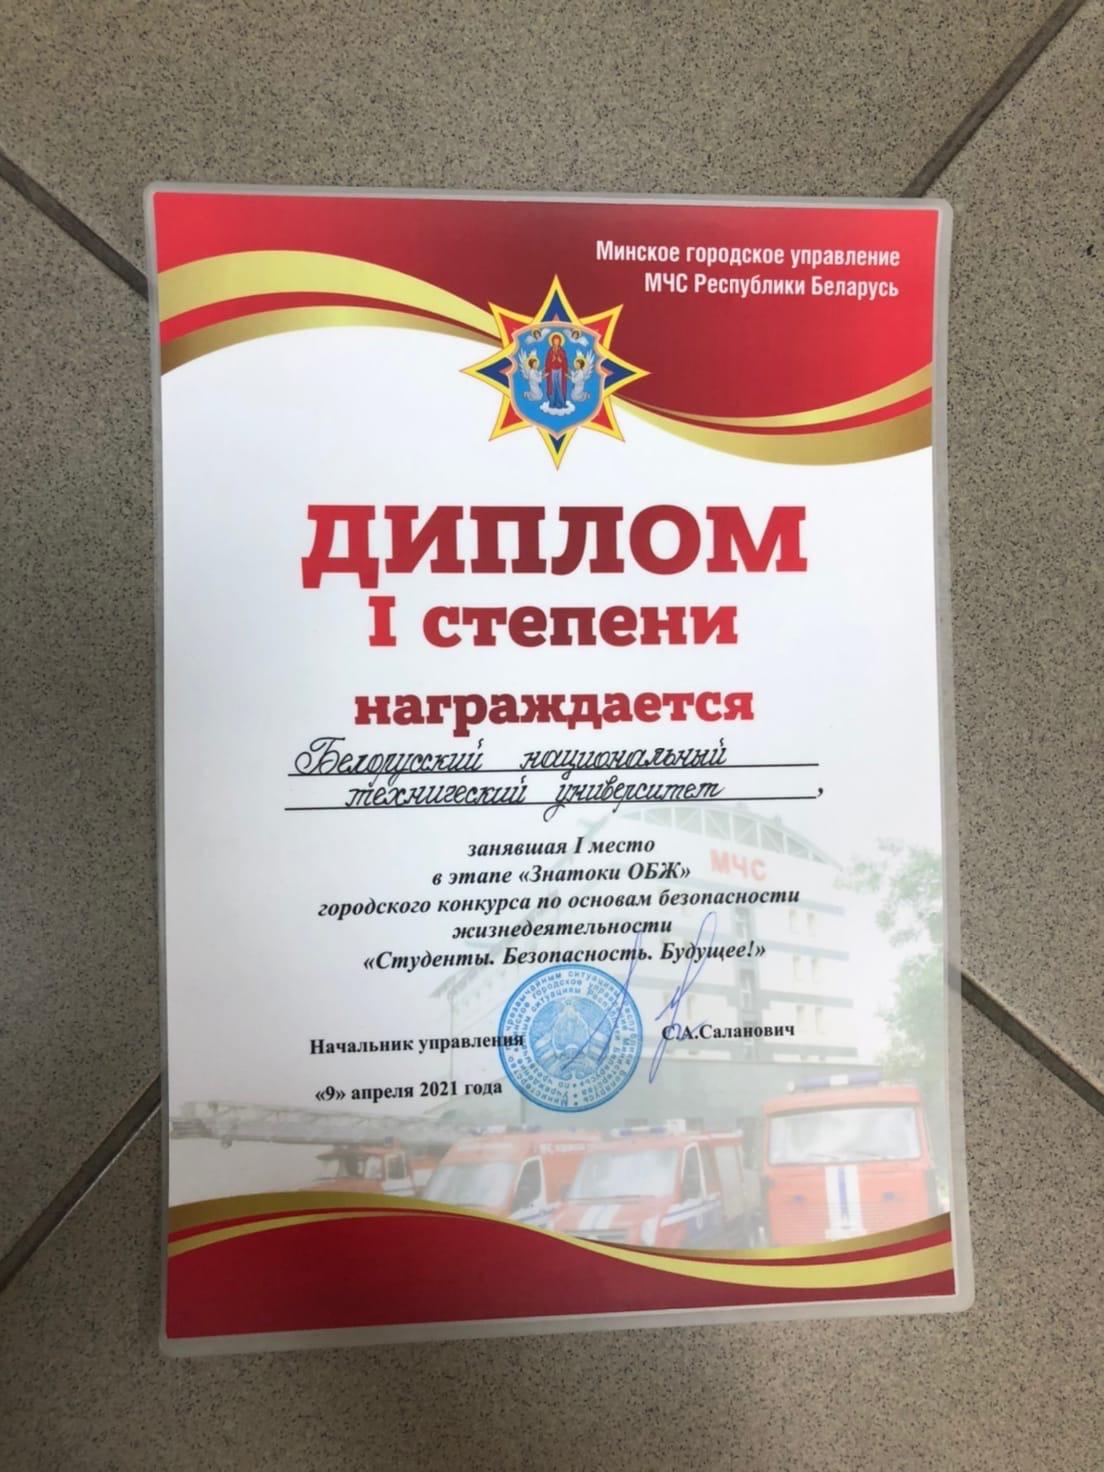 Минское городское управление
МЧС Республики Беларусь
ДИПЛОМ
I степени
награждается
Белорусский национальный
технический университет,
занявшая I место
в этапе «Знатоки ОБЖ»
городского конкурса по основам безопасности
жизнедеятельности
«Студенты. Безопасность. Будущее!»
Начальник управления С.А.Саланович
«9» апреля 2021 года
МЧС